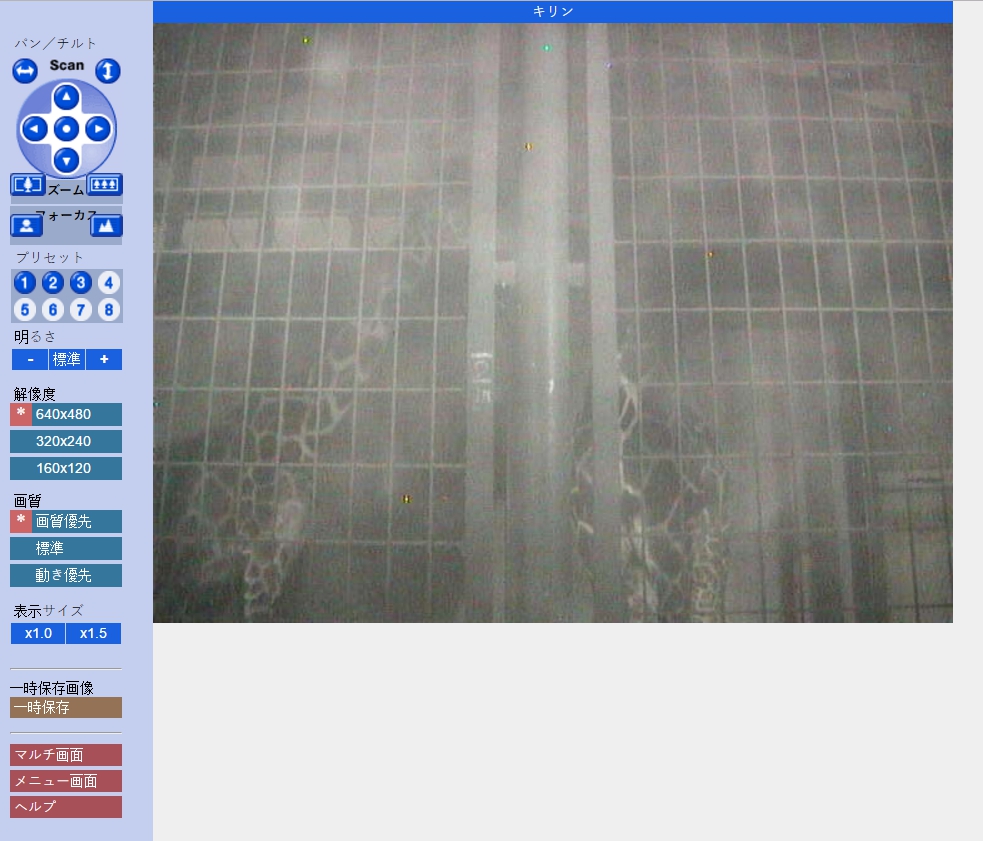 キリン
パン／チルト
Scan
ズーム
フォーカス
プリセット
1 2 3 4
5 6 7 8
明るさ
- 標準 +
解像度
* 640x480
320x240
160x120
画質
* 画質優先
標準
動き優先
表示サイズ
x1.0 x1.5
一時保存画像
一時保存
マルチ画面
メニュー画面
ヘルプ